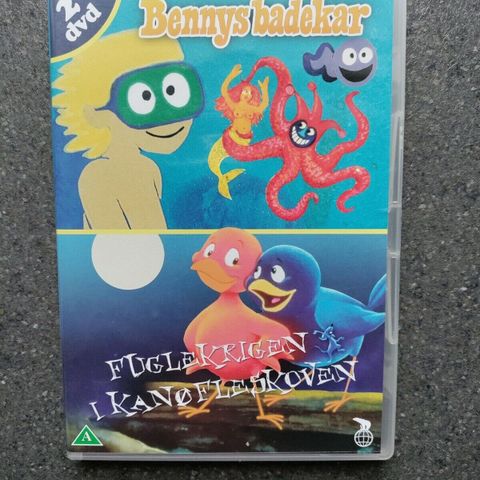 2
dvd
Bennys badekar
FUGLEKRIGEN
I KANØFLESKOVEN
A